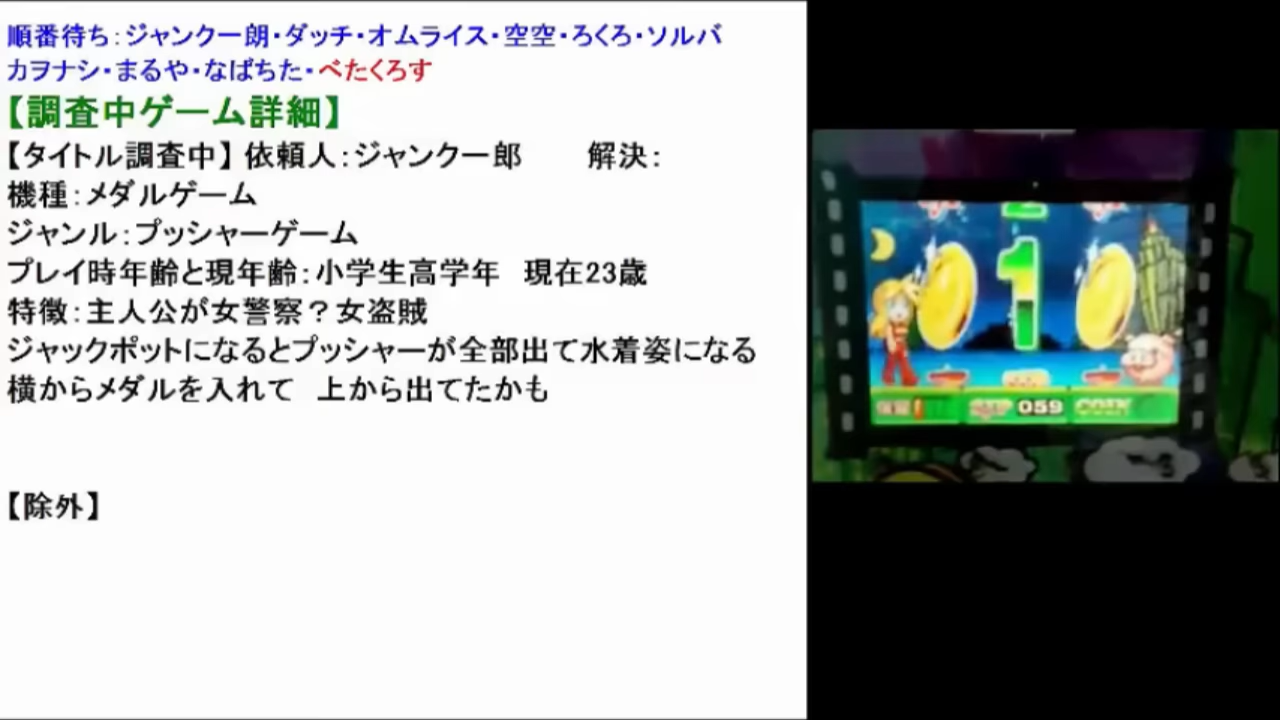 順番待ち:ジャンクー朗・ダッチ・オムライス・空空・ろくろ・ソルバ
カヲナシ・まるや・なばちた・べたくろす
【調査中ゲーム詳細】
【タイトル調査中】 依頼人:ジャンクー郎 解決:
機種:メダルゲーム
ジャンル:プッシャーゲーム
プレイ時年齢と現年齢:小学生高学年 現在23歳
特徴:主人公が女警察?女盗賊
ジャックポットになるとプッシャーが全部出て水着姿になる
横からメダルを入れて 上から出てたかも
【除外】
1
059